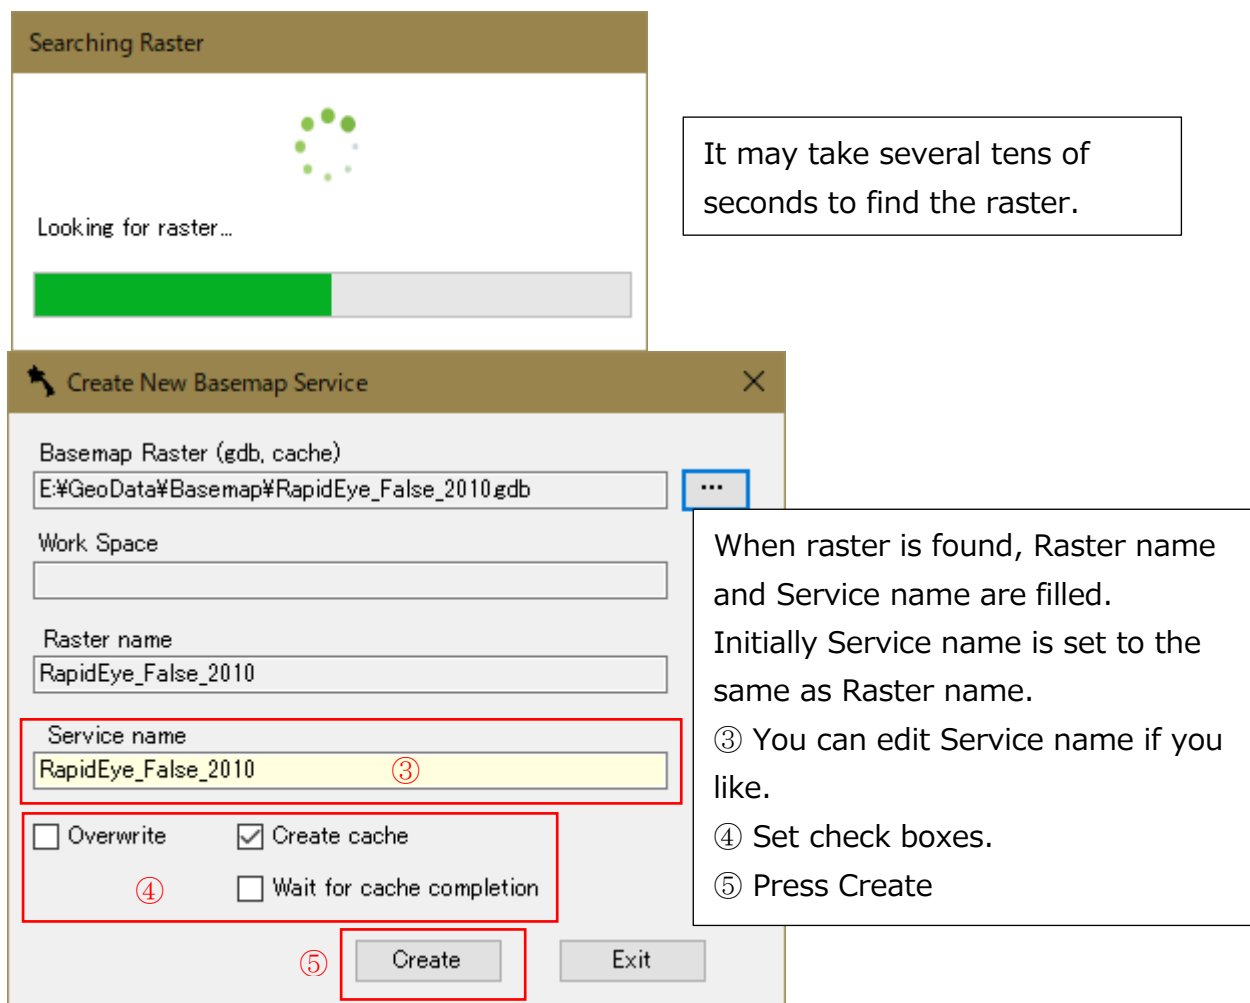 Searching Raster
Looking for raster...
It may take several tens of
seconds to find the raster.
Create New Basemap Service
Basemap Raster (gdb, cache)
E:¥GeoData¥Basemap¥RapidEye_False_2010.gdb
...
Work Space
Raster name
RapidEye_False_2010
Service name
RapidEye_False_2010 ③
Overwrite Create cache
④ Wait for cache completion
⑤ Create Exit
When raster is found, Raster name
and Service name are filled.
Initially Service name is set to the
same as Raster name.
③ You can edit Service name if you
like.
④ Set check boxes.
⑤ Press Create